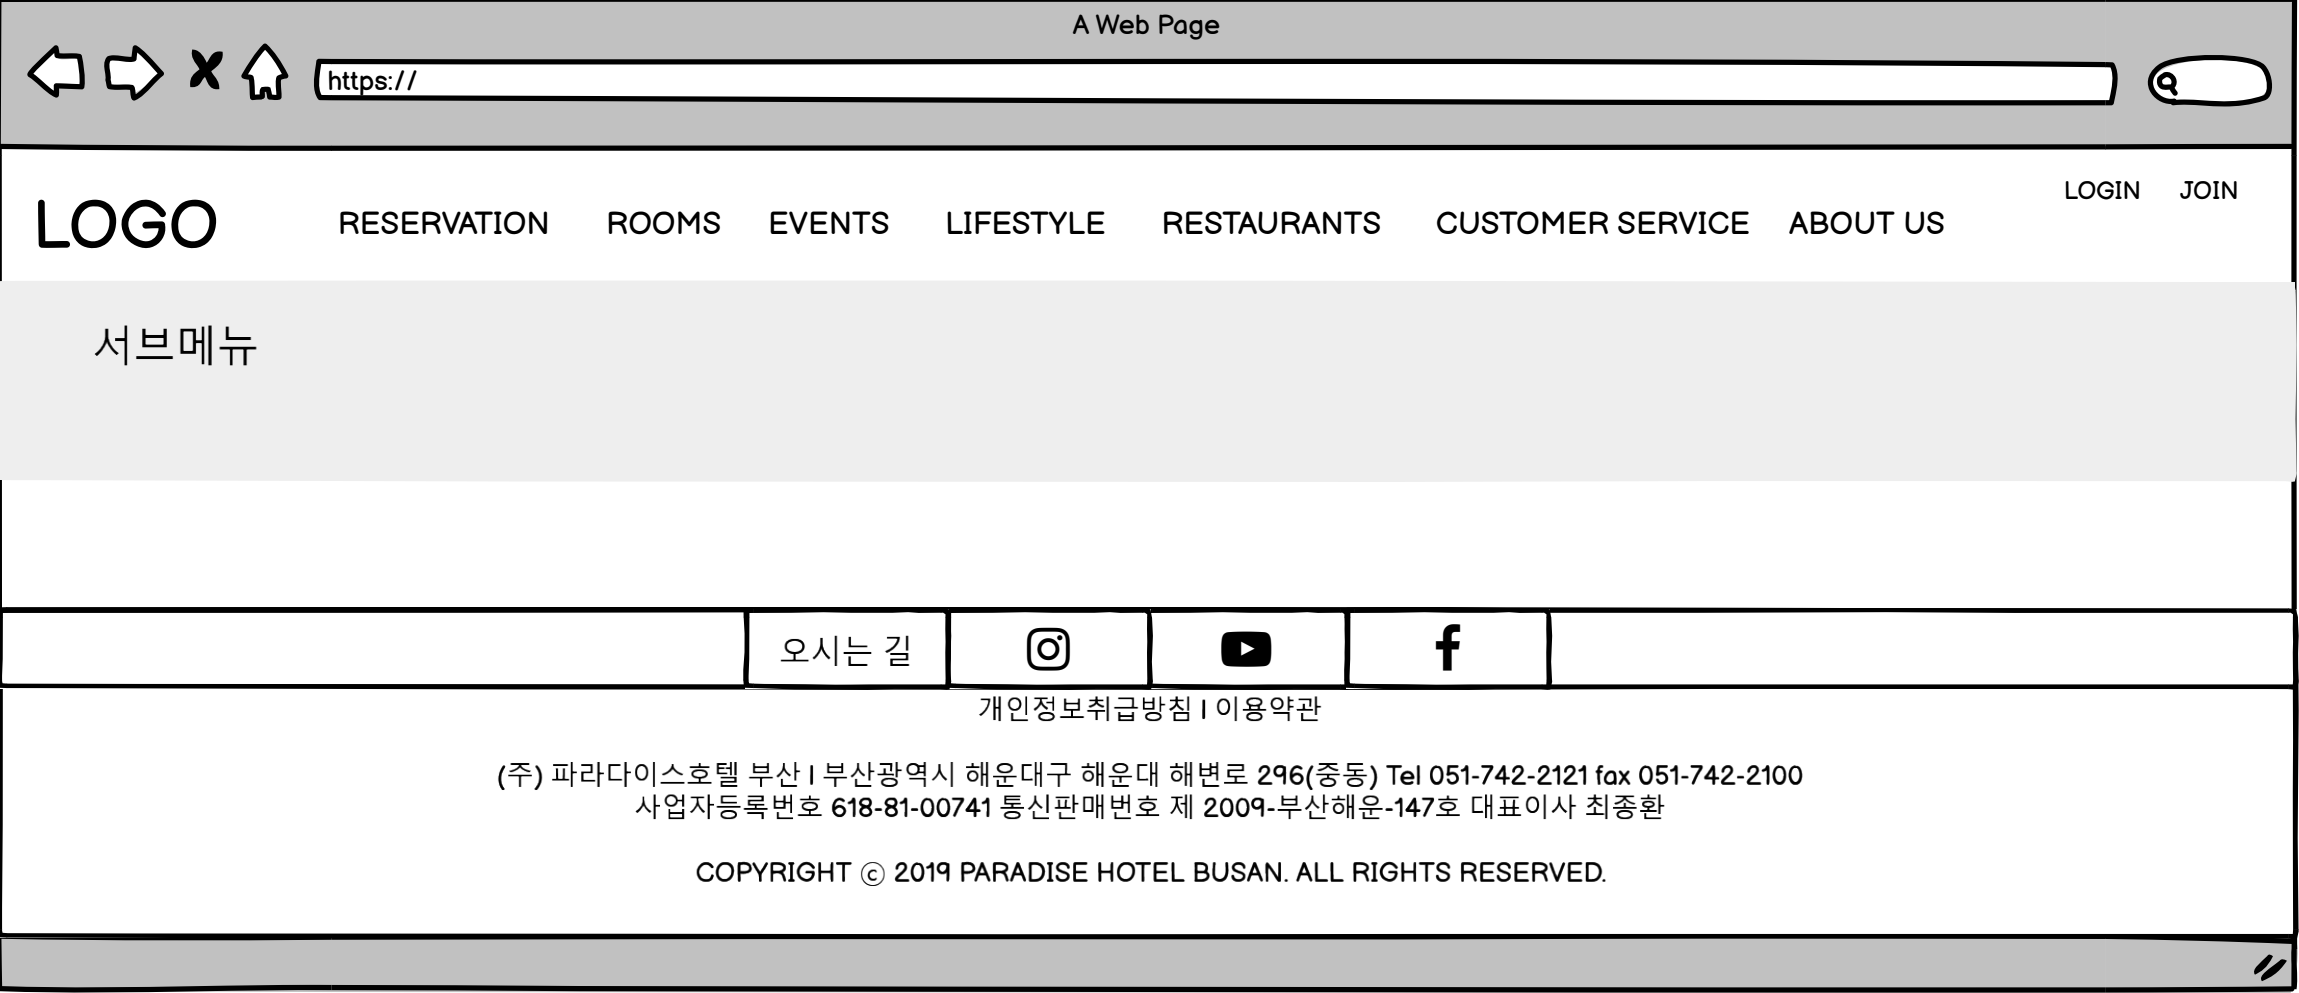 A Web Page
https://
LOGIN JOIN
LOGO RESERVATION ROOMS EVENTS LIFESTYLE RESTAURANTS CUSTOMER SERVICE ABOUT US
서브메뉴
오시는 길
개인정보취급방침 | 이용약관
(주) 파라다이스호텔 부산 | 부산광역시 해운대구 해운대 해변로 296(중동) Tel 051-742-2121 fax 051-742-2100
사업자등록번호 618-81-00741 통신판매번호 제 2009-부산해운-147호 대표이사 최종환
COPYRIGHT ⓒ 2019 PARADISE HOTEL BUSAN. ALL RIGHTS RESERVED.